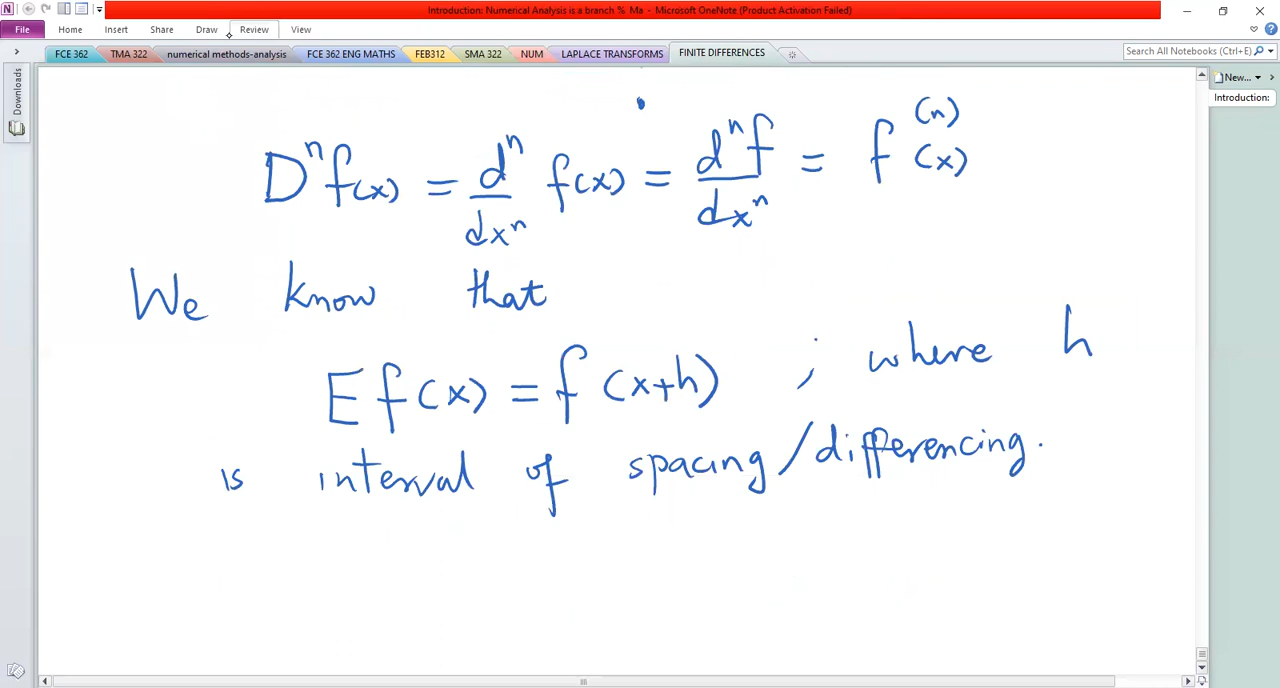 Introduction: Numerical Analysis is a branch % Ma - Microsoft OneNote (Product Activation Failed)
File Home Insert Share Draw Review View
FCE 362 TMA 322 numerical methods-analysis FCE 362 ENG MATHS FEB312 SMA 322 NUM LAPLACE TRANSFORMS FINITE DIFFERENCES Search All Notebooks (Ctrl+E)
Downloads
New...
Introduction:
Dⁿf(x) = dⁿ/dxⁿ f(x) = dⁿf/dxⁿ = f⁽ⁿ⁾(x)
We know that
Ef(x) = f(x+h) ; where h
is interval of spacing/differencing.